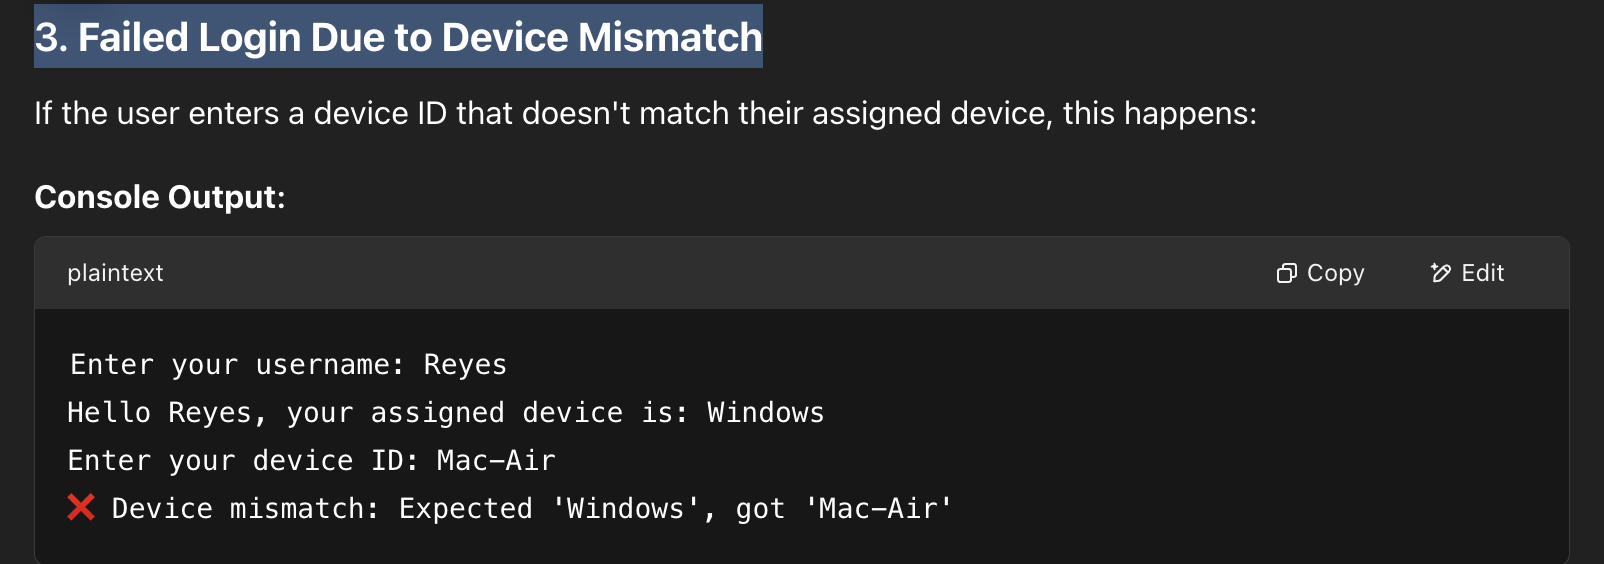 3. Failed Login Due to Device Mismatch
If the user enters a device ID that doesn't match their assigned device, this happens:
Console Output:
plaintext
Copy
Edit
Enter your username: Reyes
Hello Reyes, your assigned device is: Windows
Enter your device ID: Mac-Air
❌ Device mismatch: Expected 'Windows', got 'Mac-Air'